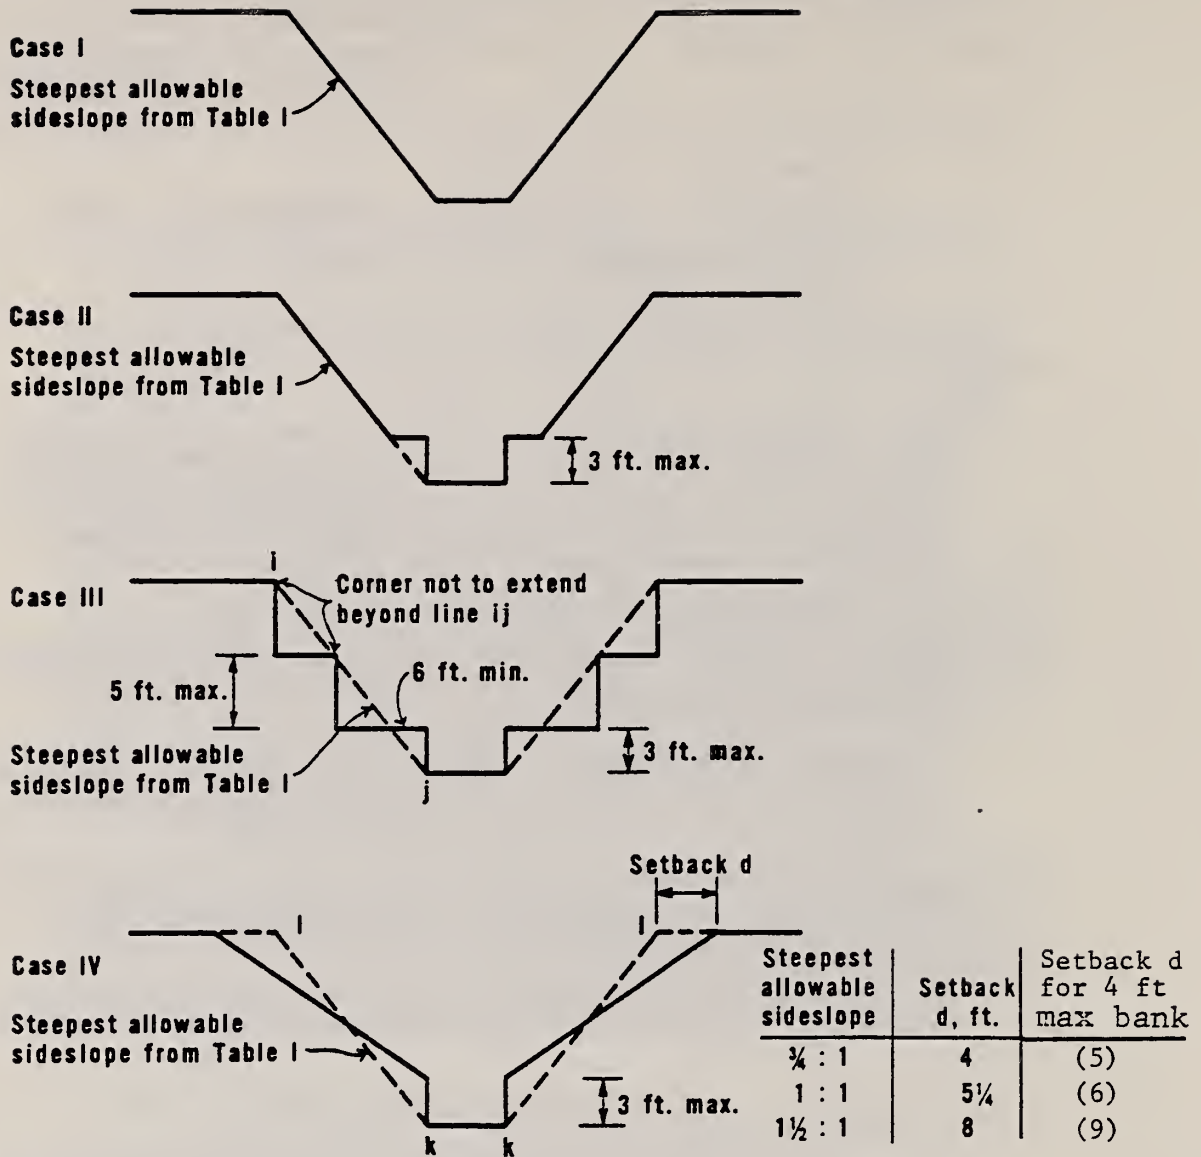 Case I
Steepest allowable
sideslope from Table I
Case II
Steepest allowable
sideslope from Table I
3 ft. max.
i
Case III
Corner not to extend
beyond line ij
5 ft. max.
6 ft. min.
Steepest allowable
sideslope from Table I
3 ft. max.
j
Setback d
l l
Case IV
Steepest allowable
sideslope from Table I
3 ft. max.
k k
Steepest
allowable
sideslope
Setback
d, ft.
Setback d
for 4 ft
max bank
¾ : 1 4 (5)
1 : 1 5¼ (6)
1½ : 1 8 (9)